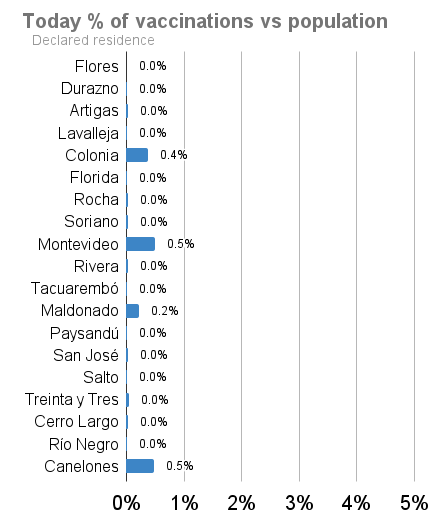 Today % of vaccinations vs population
Declared residence
Flores 0.0%
Durazno 0.0%
Artigas 0.0%
Lavalleja 0.0%
Colonia 0.4%
Florida 0.0%
Rocha 0.0%
Soriano 0.0%
Montevideo 0.5%
Rivera 0.0%
Tacuarembó 0.0%
Maldonado 0.2%
Paysandú 0.0%
San José 0.0%
Salto 0.0%
Treinta y Tres 0.0%
Cerro Largo 0.0%
Río Negro 0.0%
Canelones 0.5%
0% 1% 2% 3% 4% 5%